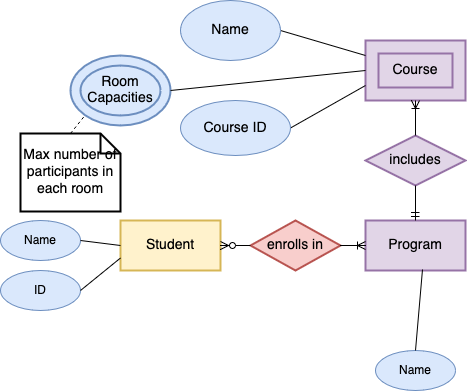 Name
Room
Capacities
Course
Course ID
Max number of
participants in
each room
includes
Name
Student
enrolls in
Program
ID
Name